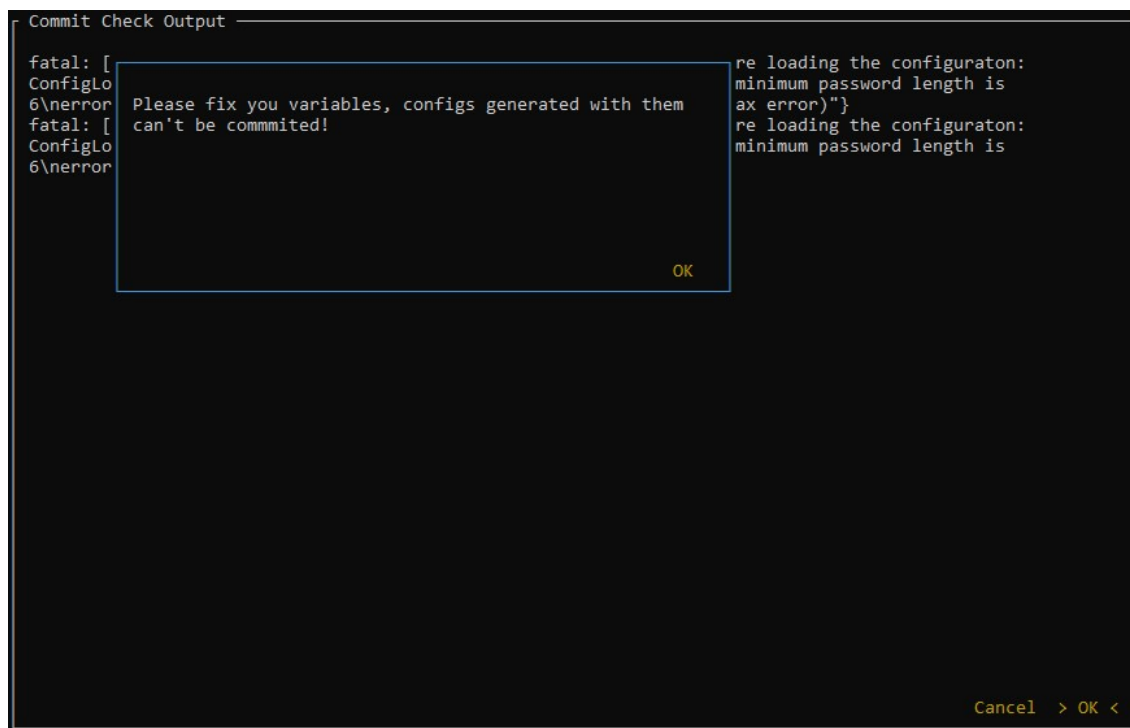 Commit Check Output
fatal: [ re loading the configuraton:
ConfigLo minimum password length is
6\nerror ax error)"}
fatal: [ re loading the configuraton:
ConfigLo minimum password length is
6\nerror
Please fix you variables, configs generated with them
can't be commmited!
OK
Cancel > OK <